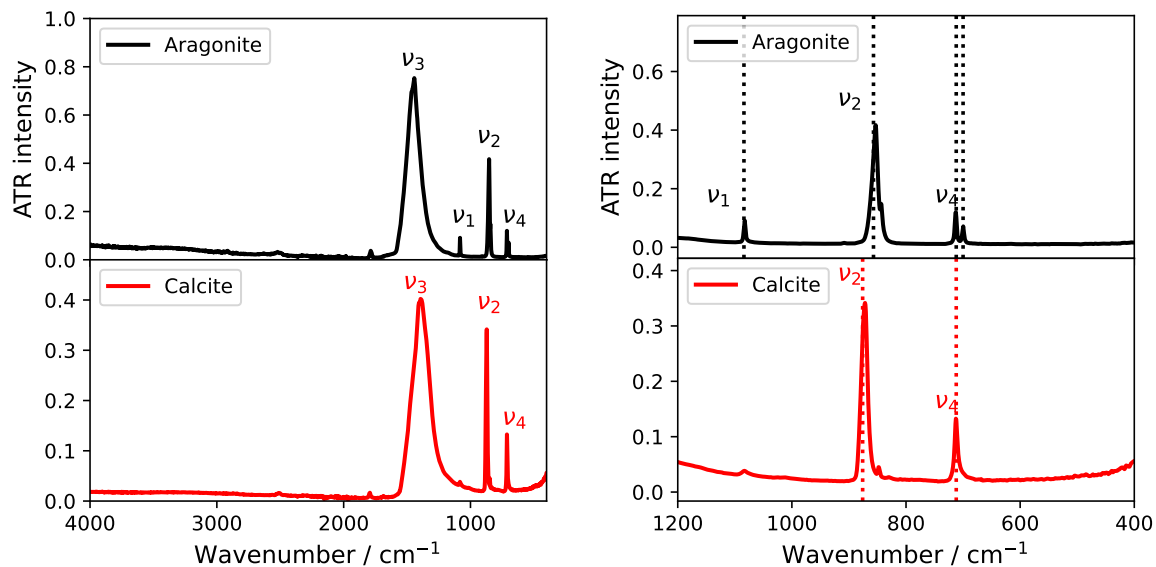 1.0
0.8
0.6
0.4
0.2
0.0
ATR intensity
Aragonite
ν3
ν1
ν2
ν4
0.4
0.3
0.2
0.1
0.0
Calcite
ν3
ν2
ν4
4000 3000 2000 1000
Wavenumber / cm⁻¹
0.6
0.4
0.2
0.0
ATR intensity
Aragonite
ν1
ν2
ν4
0.4
0.3
0.2
0.1
0.0
Calcite
ν2
ν4
1200 1000 800 600 400
Wavenumber / cm⁻¹